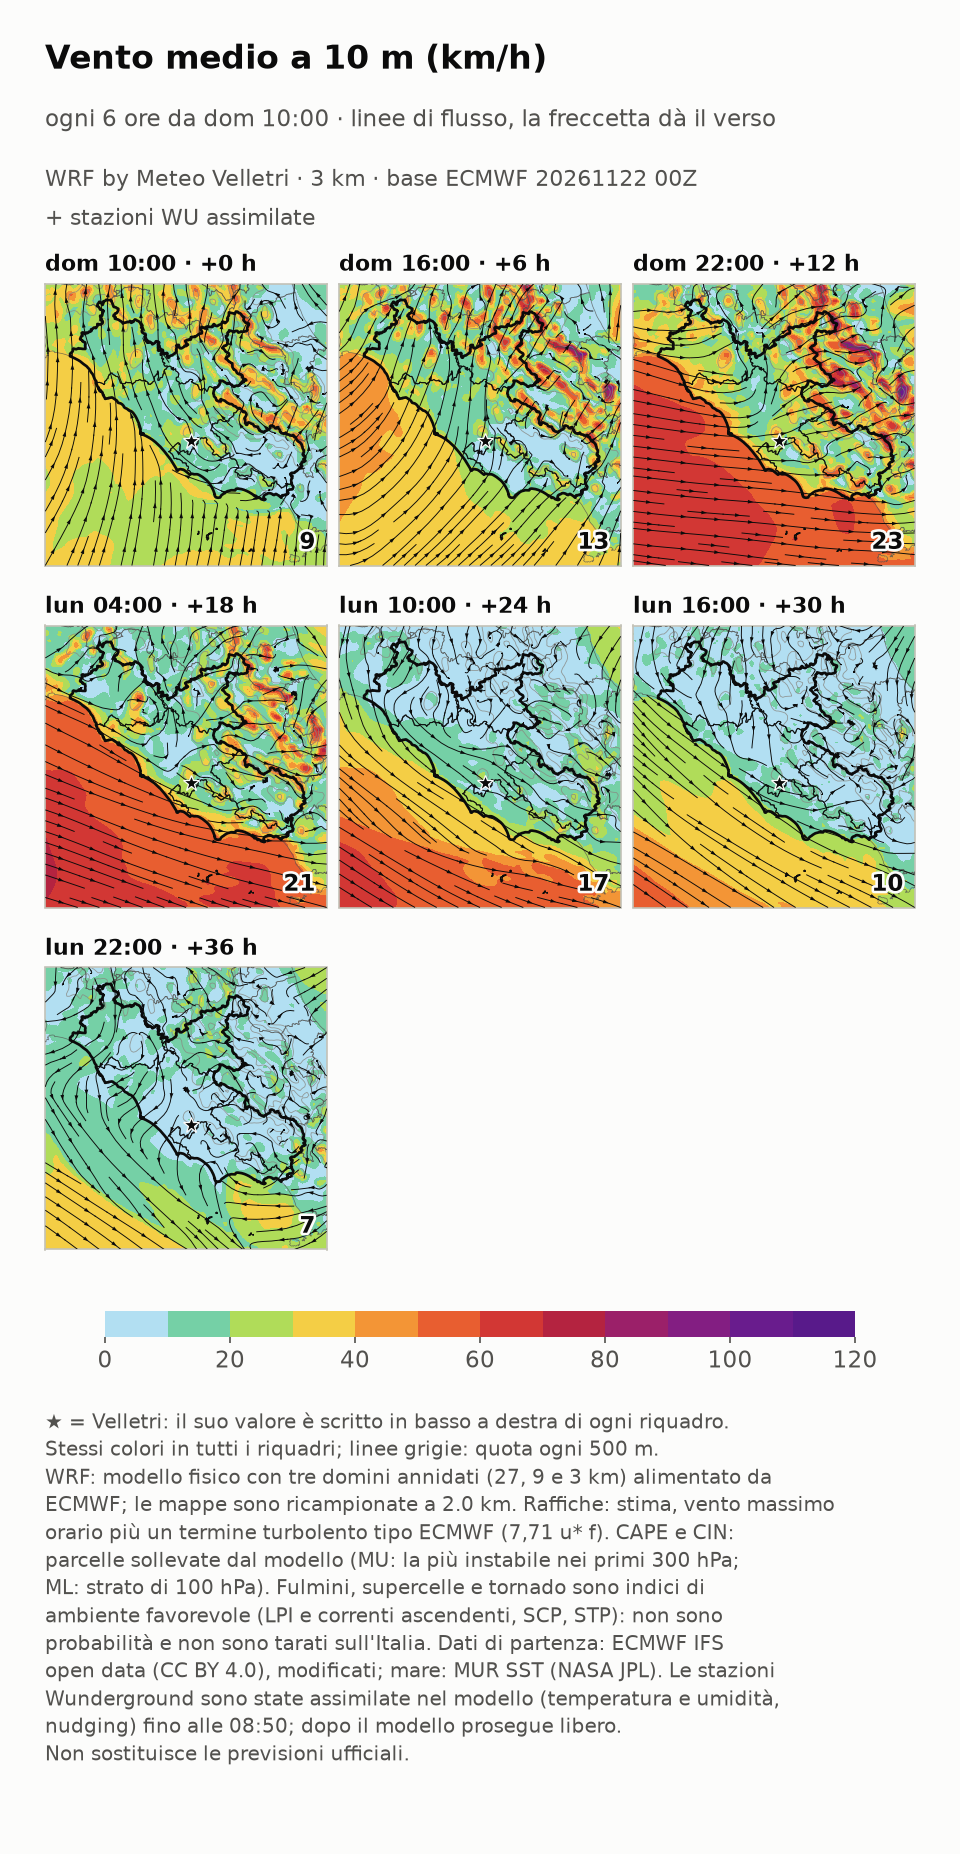 Vento medio a 10 m (km/h)
ogni 6 ore da dom 10:00 · linee di flusso, la freccetta dà il verso
WRF by Meteo Velletri · 3 km · base ECMWF 20261122 00Z
+ stazioni WU assimilate
dom 10:00 · +0 h
dom 16:00 · +6 h
dom 22:00 · +12 h
9
13
23
lun 04:00 · +18 h
lun 10:00 · +24 h
lun 16:00 · +30 h
21
17
10
lun 22:00 · +36 h
7
0 20 40 60 80 100 120
★ = Velletri: il suo valore è scritto in basso a destra di ogni riquadro.
Stessi colori in tutti i riquadri; linee grigie: quota ogni 500 m.
WRF: modello fisico con tre domini annidati (27, 9 e 3 km) alimentato da
ECMWF; le mappe sono ricampionate a 2.0 km. Raffiche: stima, vento massimo
orario più un termine turbolento tipo ECMWF (7,71 u* f). CAPE e CIN:
parcelle sollevate dal modello (MU: la più instabile nei primi 300 hPa;
ML: strato di 100 hPa). Fulmini, supercelle e tornado sono indici di
ambiente favorevole (LPI e correnti ascendenti, SCP, STP): non sono
probabilità e non sono tarati sull'Italia. Dati di partenza: ECMWF IFS
open data (CC BY 4.0), modificati; mare: MUR SST (NASA JPL). Le stazioni
Wunderground sono state assimilate nel modello (temperatura e umidità,
nudging) fino alle 08:50; dopo il modello prosegue libero.
Non sostituisce le previsioni ufficiali.